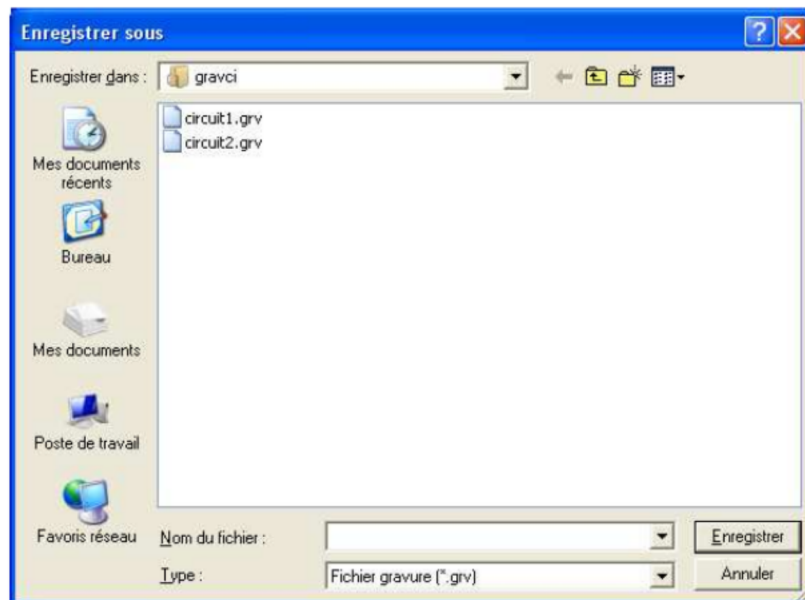 Enregistrer sous
Enregistrer dans :
gravci
circuit1.grv
circuit2.grv
Mes documents
récents
Bureau
Mes documents
Poste de travail
Favoris réseau
Nom du fichier :
Enregistrer
Type :
Fichier gravure (*.grv)
Annuler